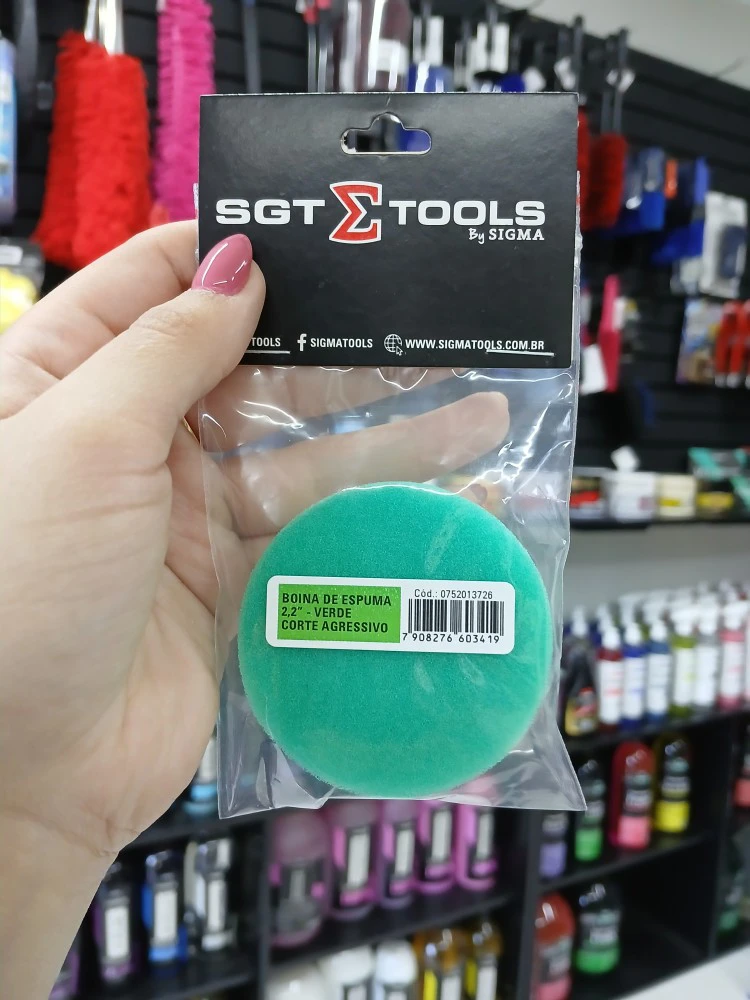 SGT Σ TOOLS
By SIGMA
TOOLS SIGMATOOLS WWW.SIGMATOOLS.COM.BR
BOINA DE ESPUMA
2,2" - VERDE
CORTE AGRESSIVO
Cód.: 0752013726
7 908276 603419